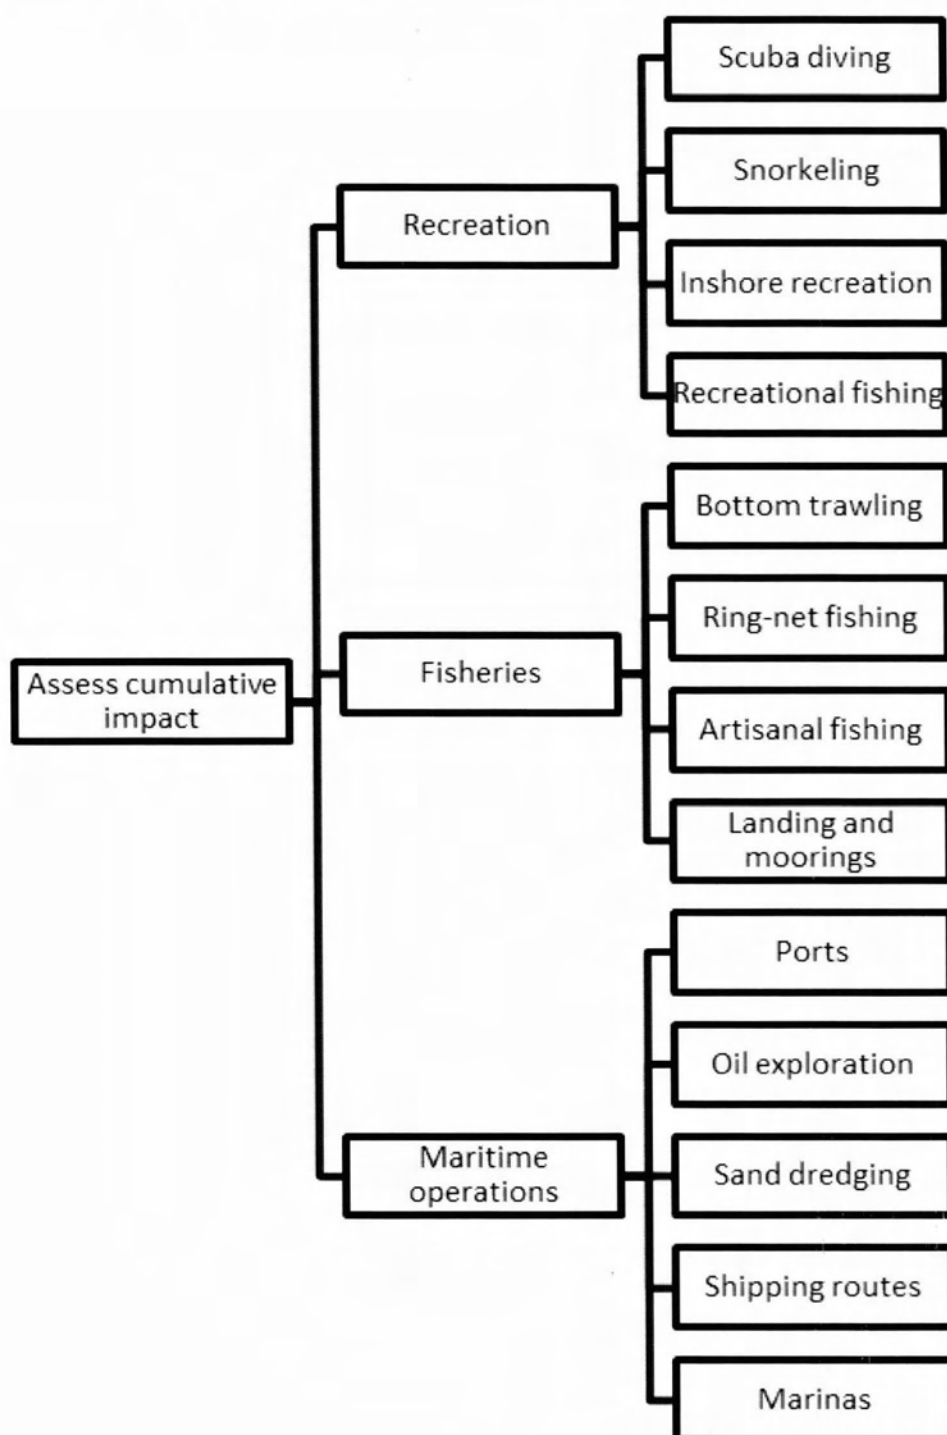 Scuba diving
Snorkeling
Recreation
Inshore recreation
Recreational fishing
Bottom trawling
Ring-net fishing
Fisheries
Assess cumulative
impact
Artisanal fishing
Landing and
moorings
Ports
Oil exploration
Maritime
operations
Sand dredging
Shipping routes
Marinas